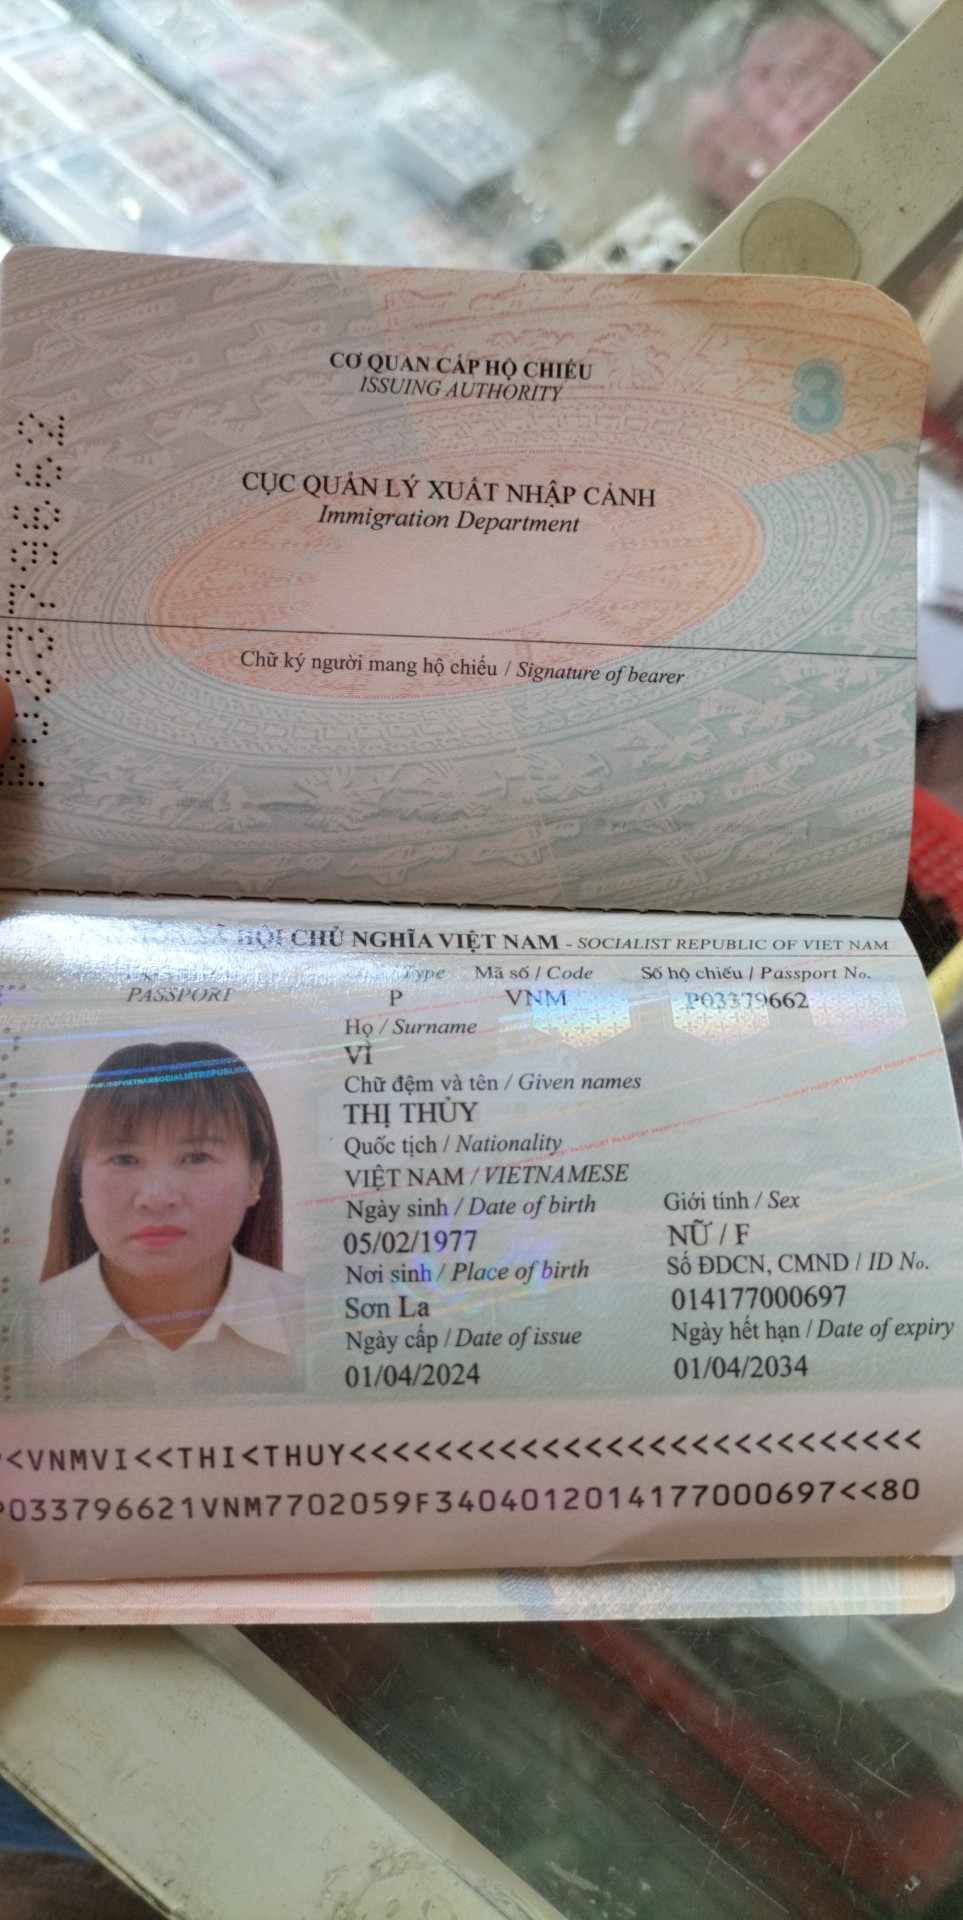 CƠ QUAN CẤP HỘ CHIẾU
ISSUING AUTHORITY
3
CỤC QUẢN LÝ XUẤT NHẬP CẢNH
Immigration Department
Chữ ký người mang hộ chiếu / Signature of bearer
P03379662
HỘI CHỦ NGHĨA VIỆT NAM - SOCIALIST REPUBLIC OF VIET NAM
PASSPORT
Type
Mã số / Code
Số hộ chiếu / Passport No.
P
VNM
P03379662
Họ / Surname
VÌ
Chữ đệm và tên / Given names
THỊ THỦY
Quốc tịch / Nationality
VIỆT NAM / VIETNAMESE
Ngày sinh / Date of birth
Giới tính / Sex
05/02/1977
NỮ / F
Nơi sinh / Place of birth
Số ĐDCN, CMND / ID No.
Sơn La
014177000697
Ngày cấp / Date of issue
Ngày hết hạn / Date of expiry
01/04/2024
01/04/2034
<VNMVI<<THI<THUY<<<<<<<<<<<<<<<<<<<<<<<<<<<
P033796621VNM7702059F3404012014177000697<<80